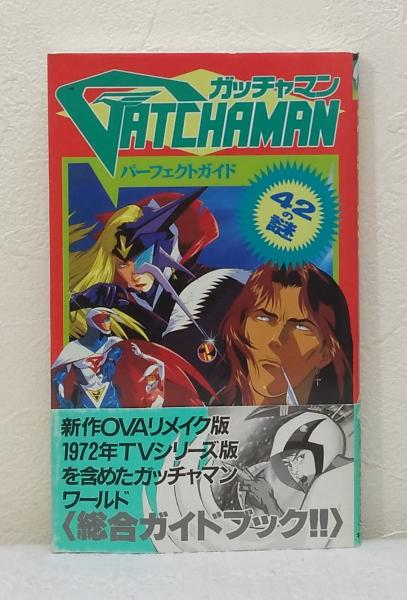 ガッチャマン
GATCHAMAN
パーフェクトガイド
42の謎
新作OVAリメイク版
1972年TVシリーズ版
を含めたガッチャマン
ワールド
〈総合ガイドブック!!〉